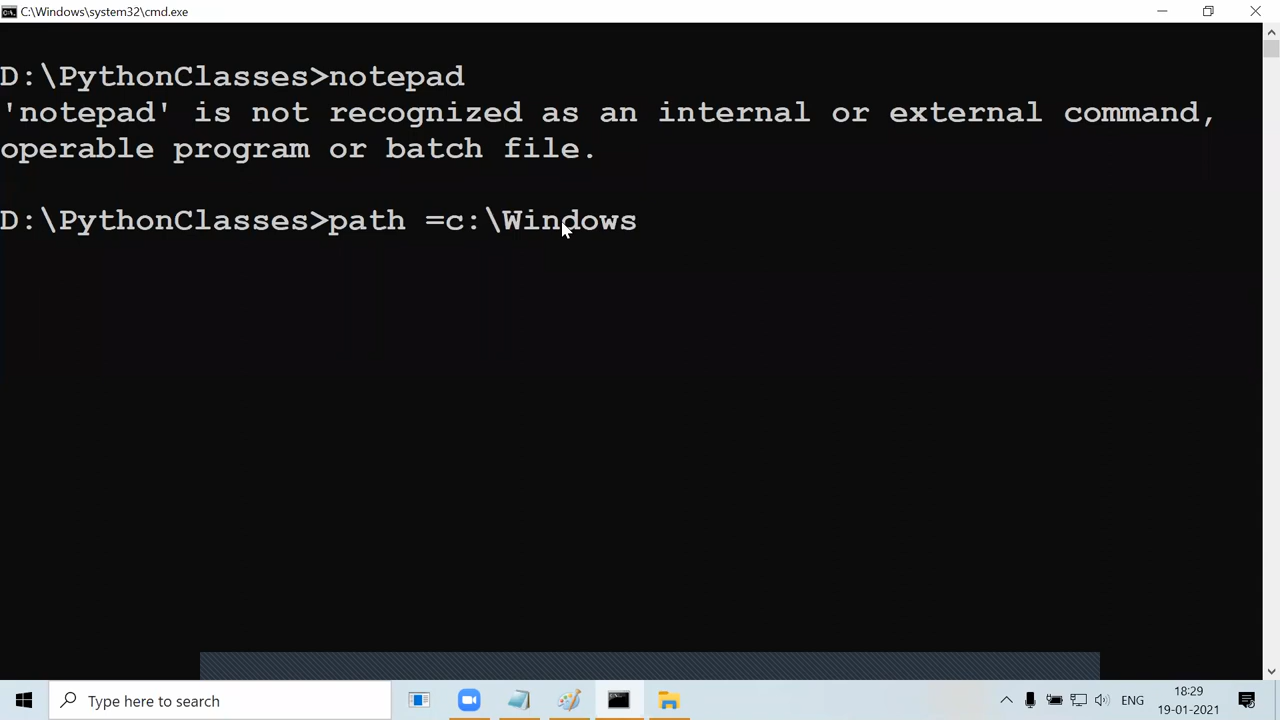 C:\Windows\system32\cmd.exe
D:\PythonClasses>notepad
'notepad' is not recognized as an internal or external command,
operable program or batch file.
D:\PythonClasses>path =c:\Windows
Type here to search
ENG
18:29
19-01-2021